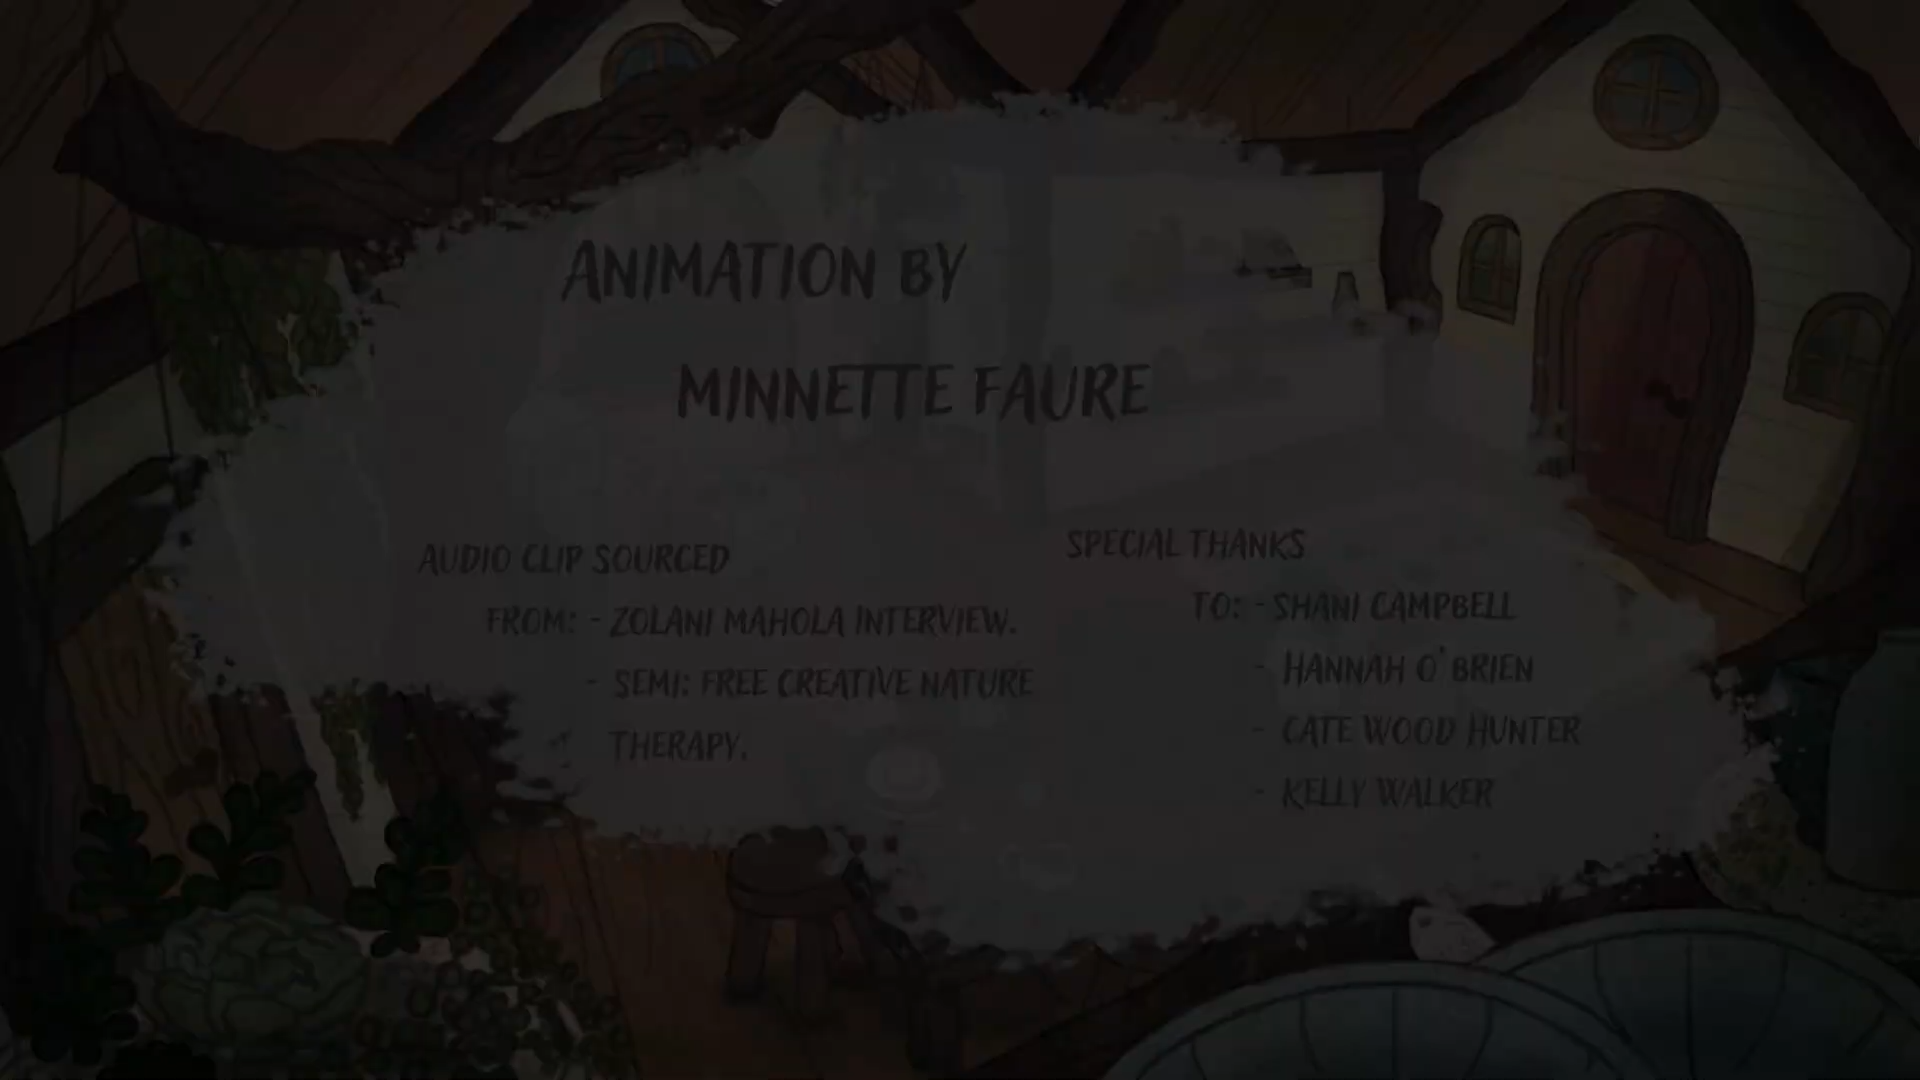 ANIMATION BY
MINNETTE FAURE
AUDIO CLIP SOURCED
FROM: - ZOLANI MAHOLA INTERVIEW.
- SEMI: FREE CREATIVE NATURE
THERAPY.
SPECIAL THANKS
TO: - SHANI CAMPBELL
- HANNAH O'BRIEN
- CATE WOOD HUNTER
- KELLY WALKER